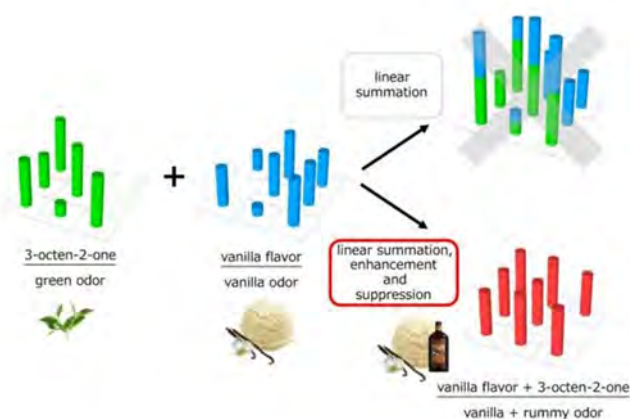 linear
summation
+
3-octen-2-one
green odor
vanilla flavor
vanilla odor
linear summation,
enhancement
and
suppression
vanilla flavor + 3-octen-2-one
vanilla + rummy odor